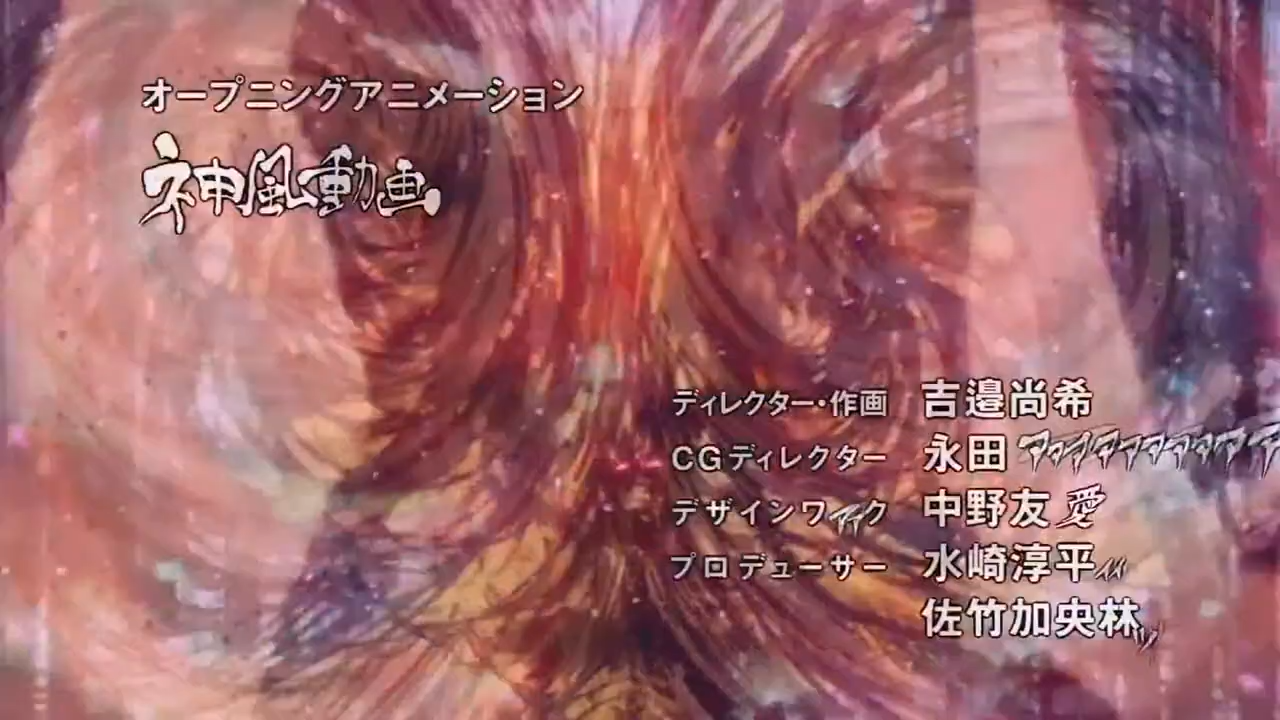 オープニングアニメーション
神風動画
ディレクター・作画 吉邉尚希
CGディレクター 永田
デザインワ ク 中野友愛
プロデューサー 水崎淳平
佐竹加央林